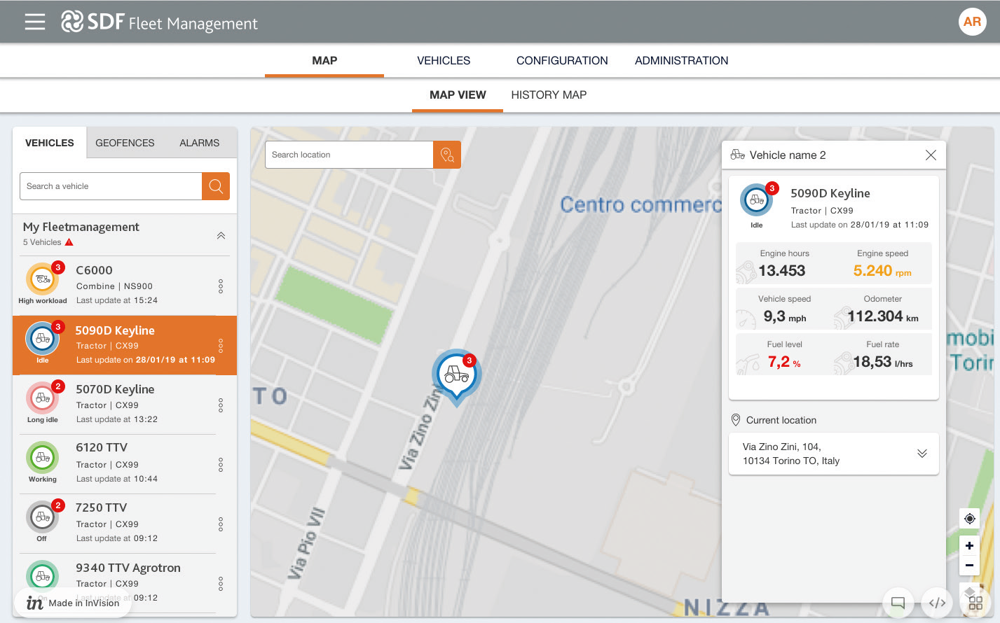 SDF Fleet Management
AR
MAP
VEHICLES
CONFIGURATION
ADMINISTRATION
MAP VIEW
HISTORY MAP
VEHICLES
GEOFENCES
ALARMS
Search a vehicle
My Fleetmanagement
5 Vehicles
3
C6000
Combine | NS900
High workload
Last update at 15:24
3
5090D Keyline
Tractor | CX99
Idle
Last update on 28/01/19 at 11:09
2
5070D Keyline
Tractor | CX99
Long idle
Last update at 13:22
6120 TTV
Tractor | CX99
Working
Last update at 10:44
2
7250 TTV
Tractor | CX99
Off
Last update at 09:12
9340 TTV Agrotron
Tractor | CX99
On
Last update at 09:12
in Made in InVision
Search location
Centro commerc
3
TO
Via Zino Zini
Via Pio VII
NIZZA
mobi
Torir
Vehicle name 2
3
5090D Keyline
Tractor | CX99
Idle
Last update on 28/01/19 at 11:09
Engine hours
13.453
Engine speed
5.240 rpm
Vehicle speed
9,3 mph
Odometer
112.304 km
Fuel level
7,2 %
Fuel rate
18,53 l/hrs
Current location
Via Zino Zini, 104,
10134 Torino TO, Italy
+
−